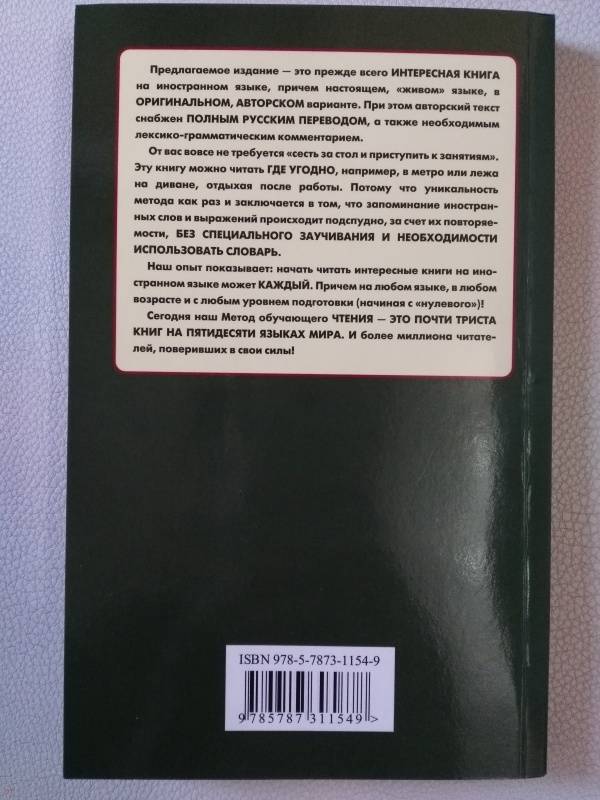 Предлагаемое издание — это прежде всего ИНТЕРЕСНАЯ КНИГА
на иностранном языке, причем настоящем, «живом» языке, в
ОРИГИНАЛЬНОМ, АВТОРСКОМ варианте. При этом авторский текст
снабжен ПОЛНЫМ РУССКИМ ПЕРЕВОДОМ, а также необходимым
лексико-грамматическим комментарием.
От вас вовсе не требуется «сесть за стол и приступить к занятиям».
Эту книгу можно читать ГДЕ УГОДНО, например, в метро или лежа
на диване, отдыхая после работы. Потому что уникальность
метода как раз и заключается в том, что запоминание иностран-
ных слов и выражений происходит подспудно, за счет их повторяе-
мости, БЕЗ СПЕЦИАЛЬНОГО ЗАУЧИВАНИЯ И НЕОБХОДИМОСТИ
ИСПОЛЬЗОВАТЬ СЛОВАРЬ.
Наш опыт показывает: начать читать интересные книги на ино-
странном языке может КАЖДЫЙ. Причем на любом языке, в любом
возрасте и с любым уровнем подготовки (начиная с «нулевого»)!
Сегодня наш Метод обучающего ЧТЕНИЯ — ЭТО ПОЧТИ ТРИСТА
КНИГ НА ПЯТИДЕСЯТИ ЯЗЫКАХ МИРА. И более миллиона читате-
лей, поверивших в свои силы!
ISBN 978-5-7873-1154-9
9 785787 311549 >